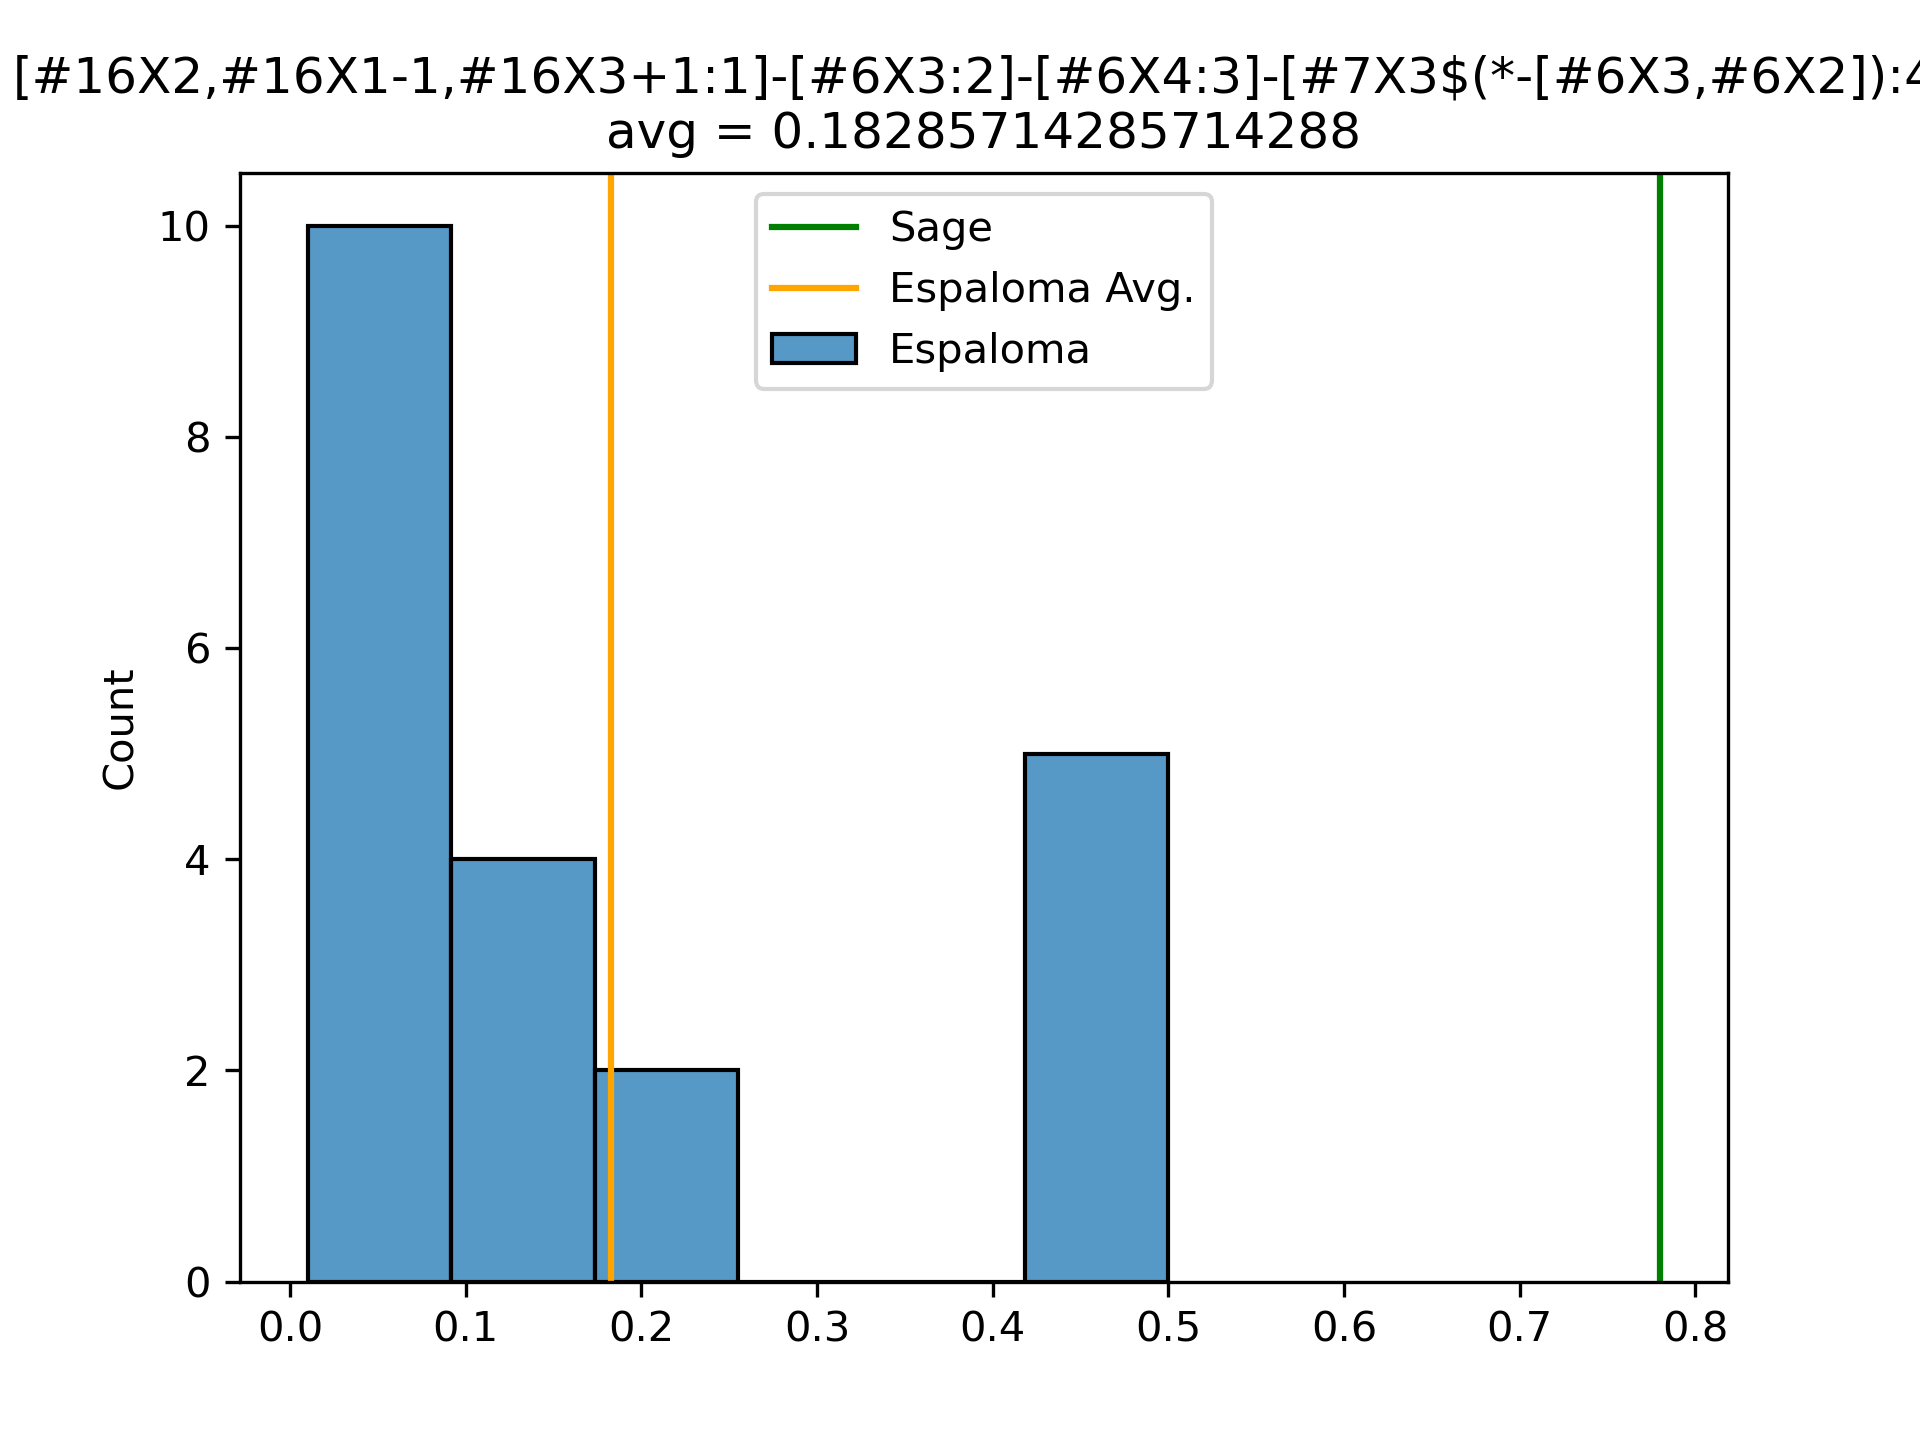 [#16X2,#16X1-1,#16X3+1:1]-[#6X3:2]-[#6X4:3]-[#7X3$(*-[#6X3,#6X2]):4
avg = 0.18285714285714288
Sage
Espaloma Avg.
Espaloma
10
8
6
4
2
0
Count
0.0 0.1 0.2 0.3 0.4 0.5 0.6 0.7 0.8